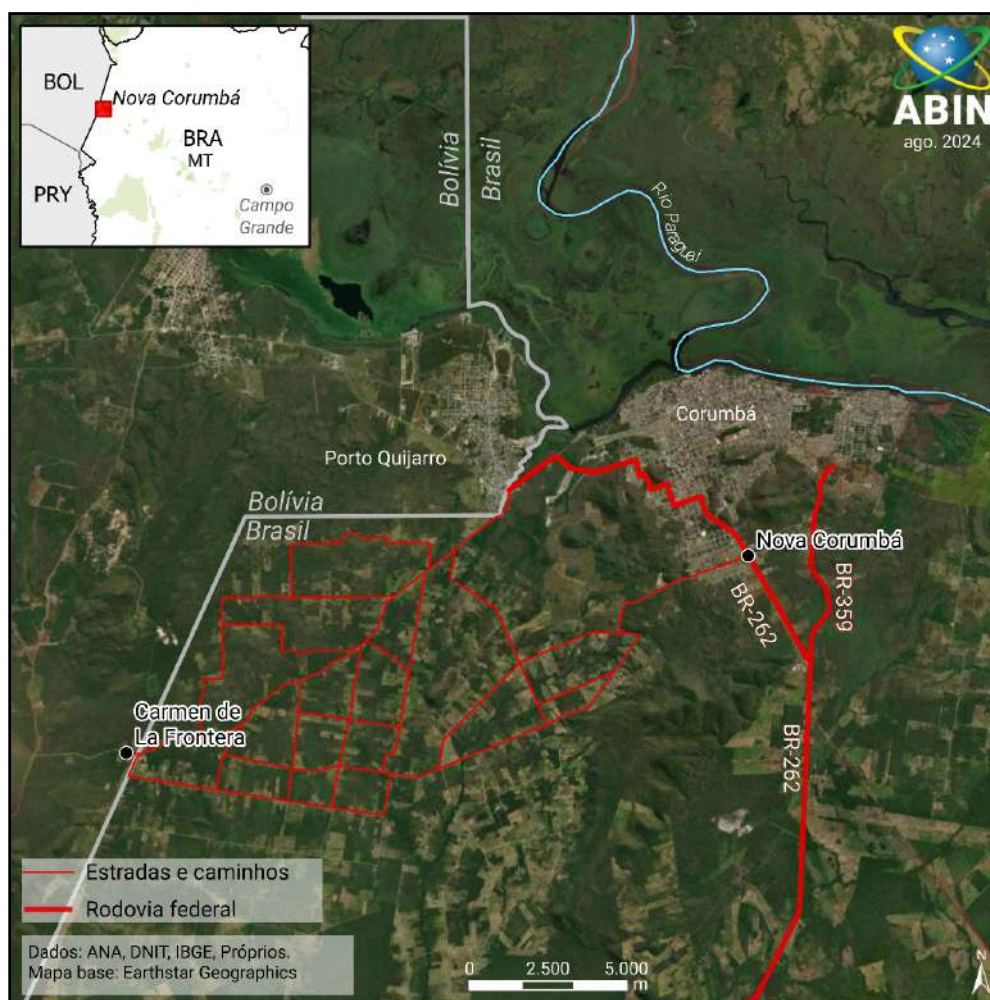 BOL
Nova Corumbá
BRA
MT
PRY
Campo
Grande
Bolívia
Brasil
Rio Paraguai
ABIN
ago. 2024
Corumbá
Porto Quijarro
Bolívia
Brasil
Nova Corumbá
BR-262
BR-359
Carmen de
La Frontera
BR-262
Estradas e caminhos
Rodovia federal
Dados: ANA, DNIT, IBGE, Próprios.
Mapa base: Earthstar Geographics
0 2.500 5.000
m
N